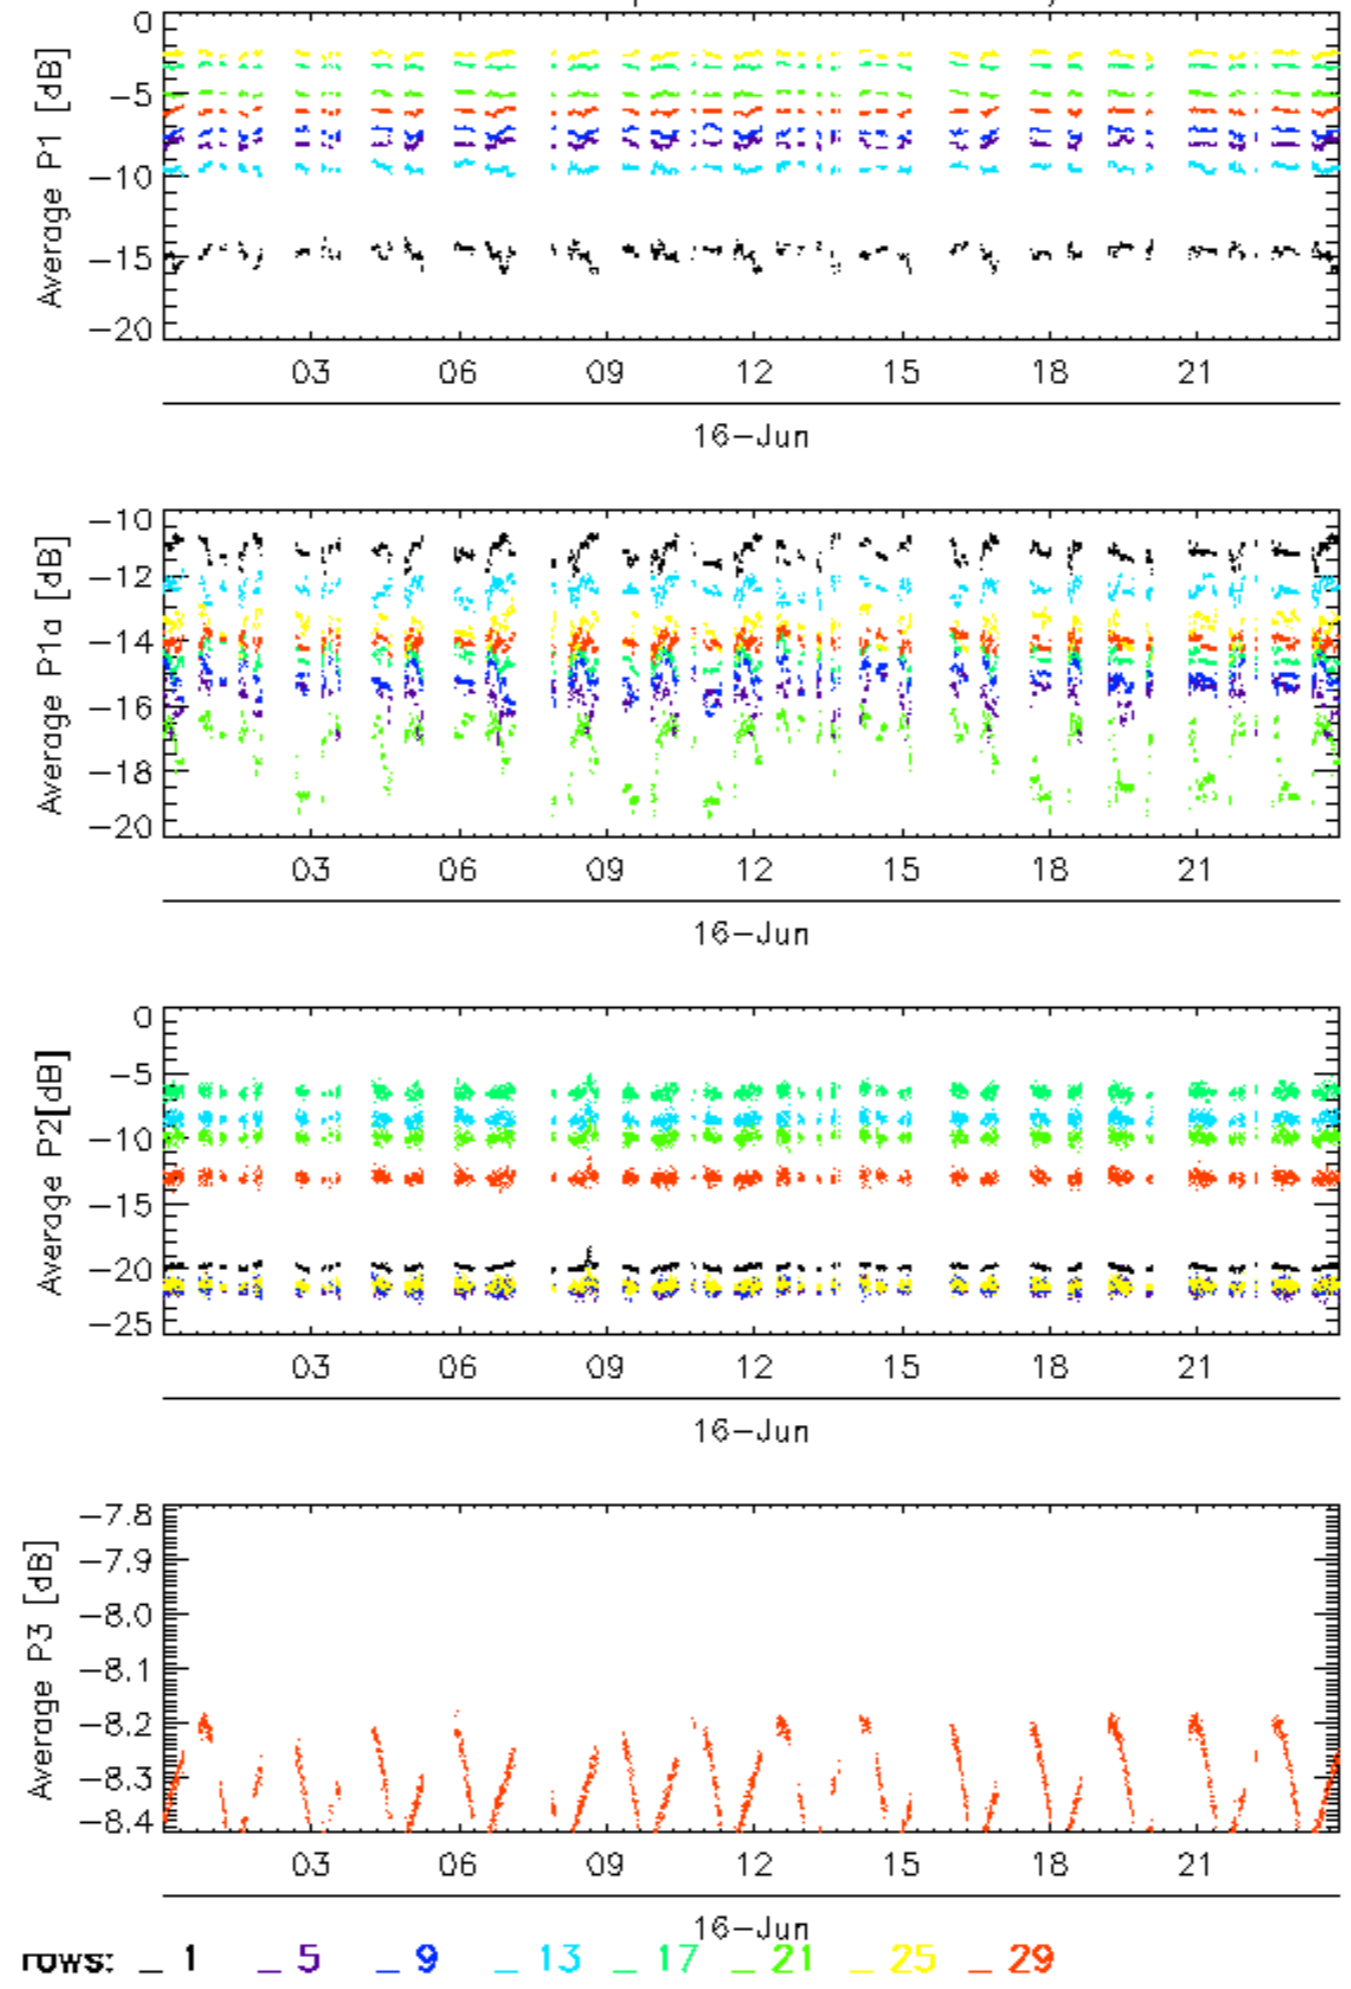 0
−5
−10
−15
−20
Average P1 [dB]
03 06 09 12 15 18 21
16−Jun
−10
−12
−14
−16
−18
−20
Average P1a [dB]
03 06 09 12 15 18 21
16−Jun
0
−5
−10
−15
−20
−25
Average P2[dB]
03 06 09 12 15 18 21
16−Jun
−7.8
−7.9
−8.0
−8.1
−8.2
−8.3
−8.4
Average P3 [dB]
03 06 09 12 15 18 21
16−Jun
rows: _ 1 _ 5 _ 9 _ 13 _ 17 _ 21 _ 25 _ 29